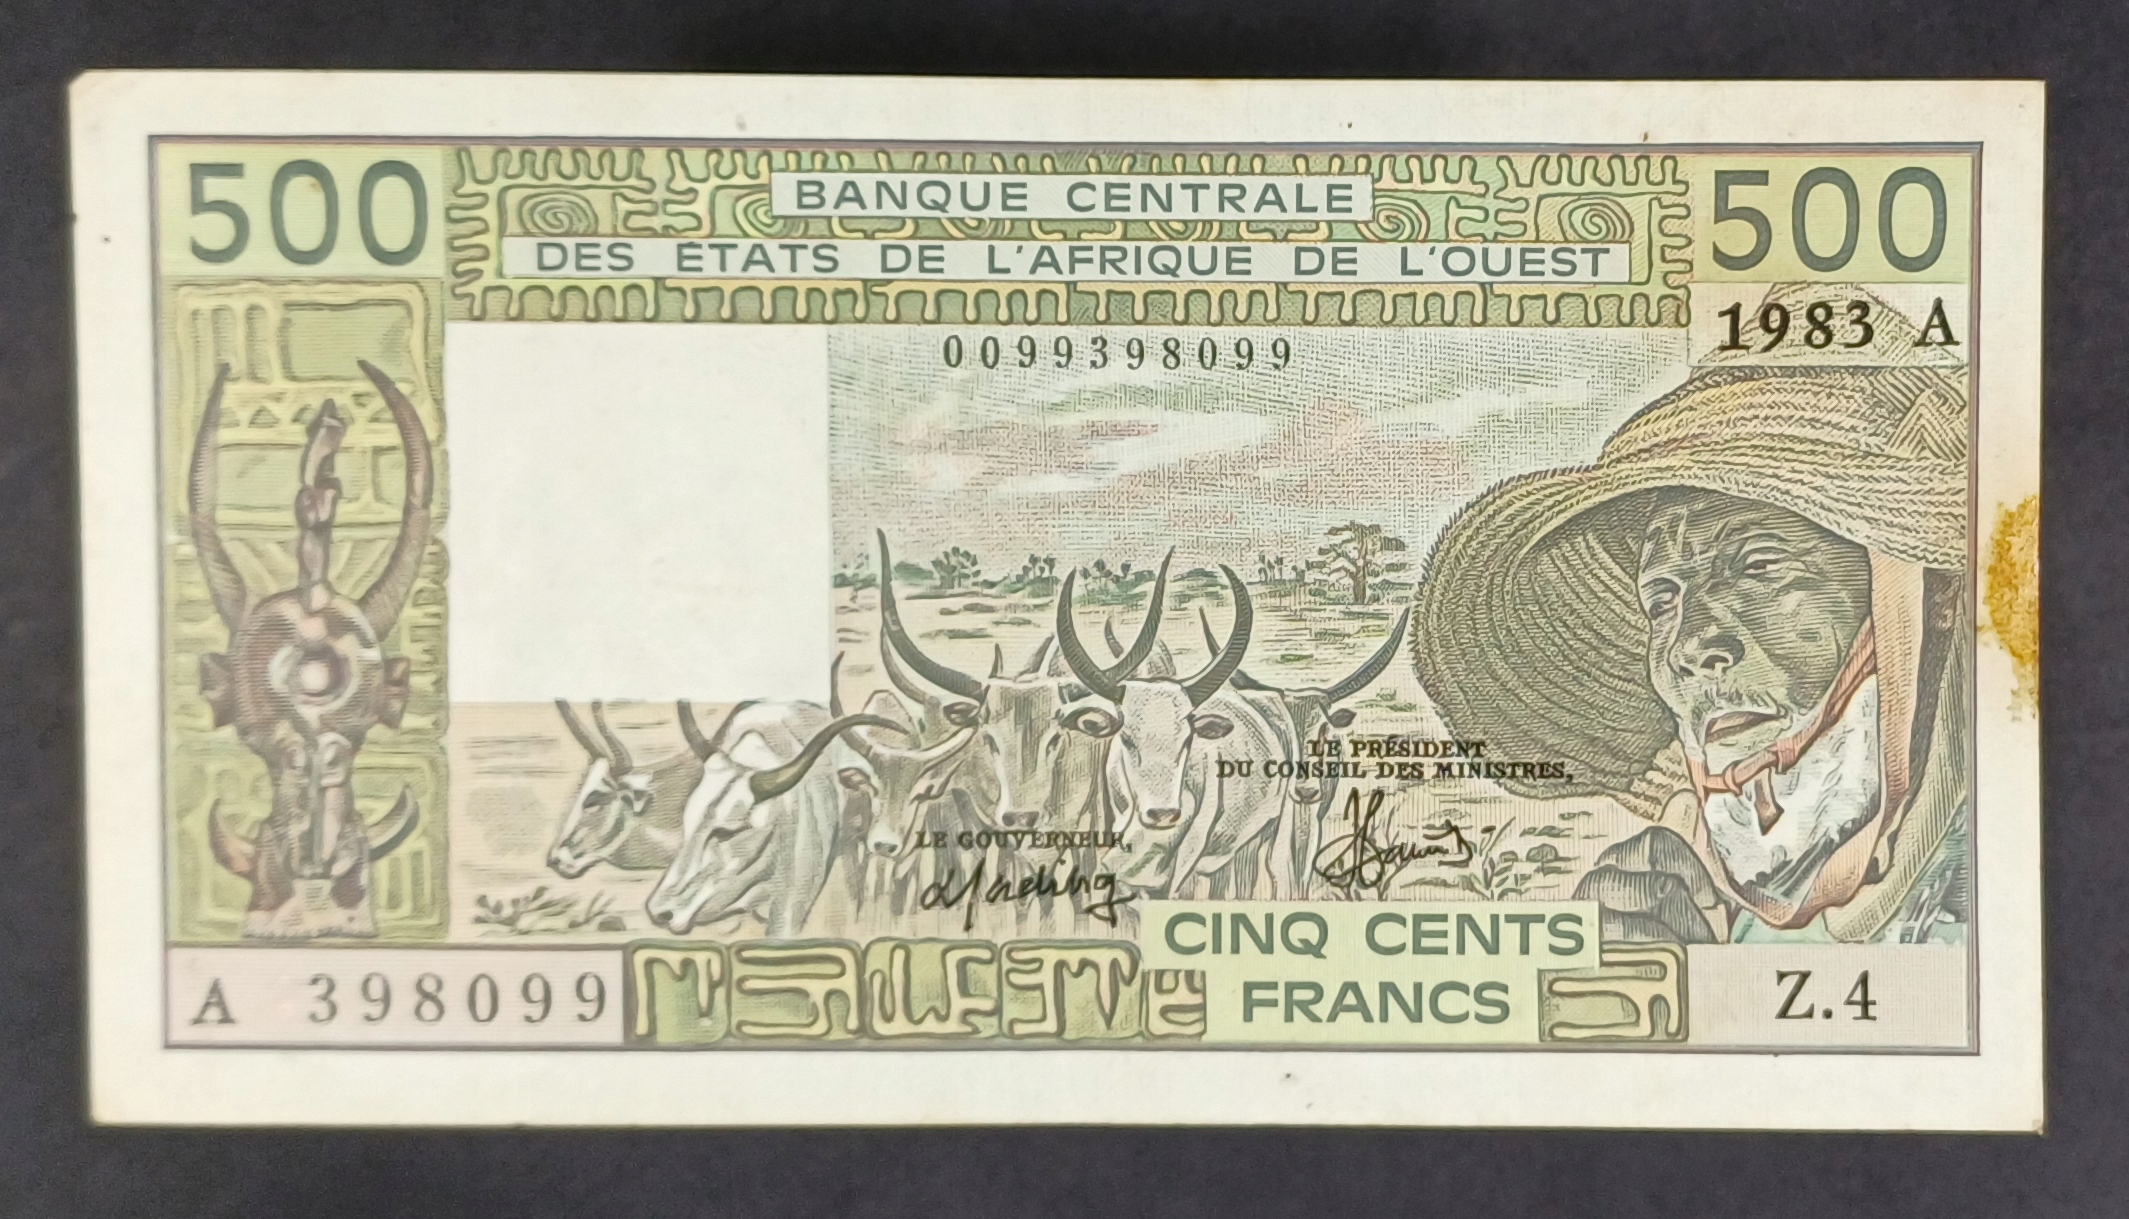 500
BANQUE CENTRALE
DES ÉTATS DE L'AFRIQUE DE L'OUEST
500
1983 A
0099398099
LE PRÉSIDENT
DU CONSEIL DES MINISTRES,
LE GOUVERNEUR,
CINQ CENTS
FRANCS
A 398099
Z.4